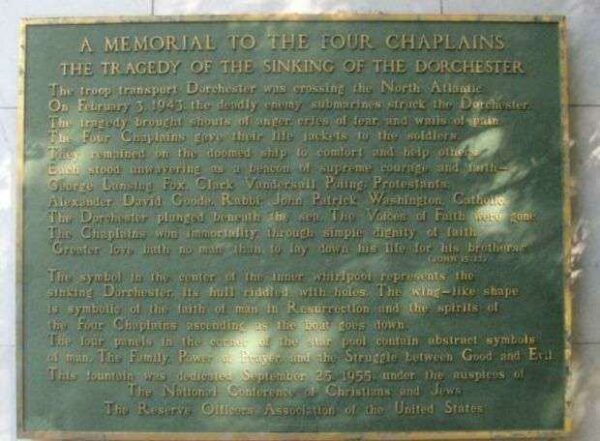 A MEMORIAL TO THE FOUR CHAPLAINS
THE TRAGEDY OF THE SINKING OF THE DORCHESTER
The troop transport Dorchester was crossing the North Atlantic
On February 3, 1943, the deadly enemy submarines struck the Dorchester.
The tragedy brought shouts of anger, cries of fear, and wails of pain
The Four Chaplains gave their life jackets to the soldiers.
They remained on the doomed ship to comfort and help others
Each stood unwavering as a beacon of supreme courage and faith—
George Lansing Fox, Clark Vandersall Poling, Protestants,
Alexander David Goode, Rabbi, John Patrick Washington, Catholic.
The Dorchester plunged beneath the sea. The Voices of Faith were gone
The Chaplains won immortality through simple dignity of faith.
"Greater love hath no man than to lay down his life for his brothers."
(JOHN 15:13)
The symbol in the center of the inner whirlpool represents the
sinking Dorchester, its hull riddled with holes. The wing-like shape
is symbolic of the faith of man in Resurrection and the spirits of
the Four Chaplains ascending as the boat goes down.
The four panels in the corner of the star pool contain abstract symbols
of man, The Family, Power of Prayer, and the Struggle between Good and Evil
This fountain was dedicated September 25, 1955 under the auspices of
The National Conference of Christians and Jews
The Reserve Officers Association of the United States